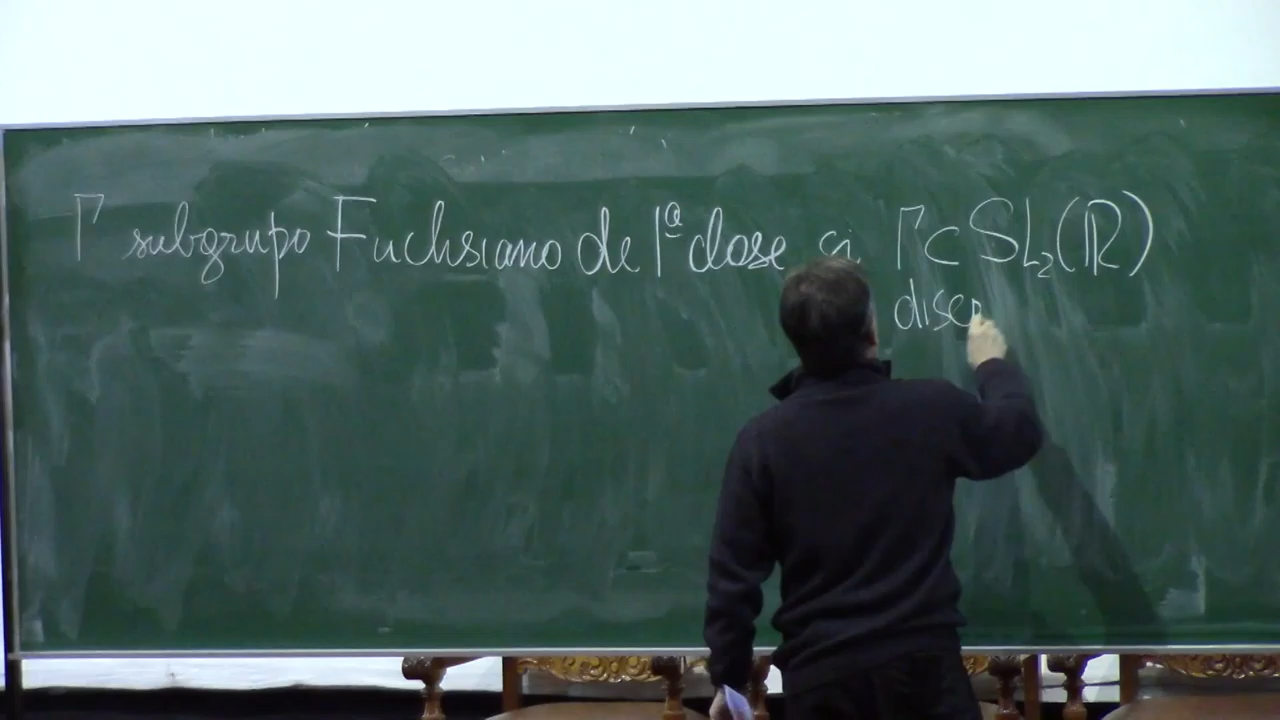 Γ subgrupo Fuchsiano de 1ª clase si Γ ⊂ SL₂(ℝ)
discr